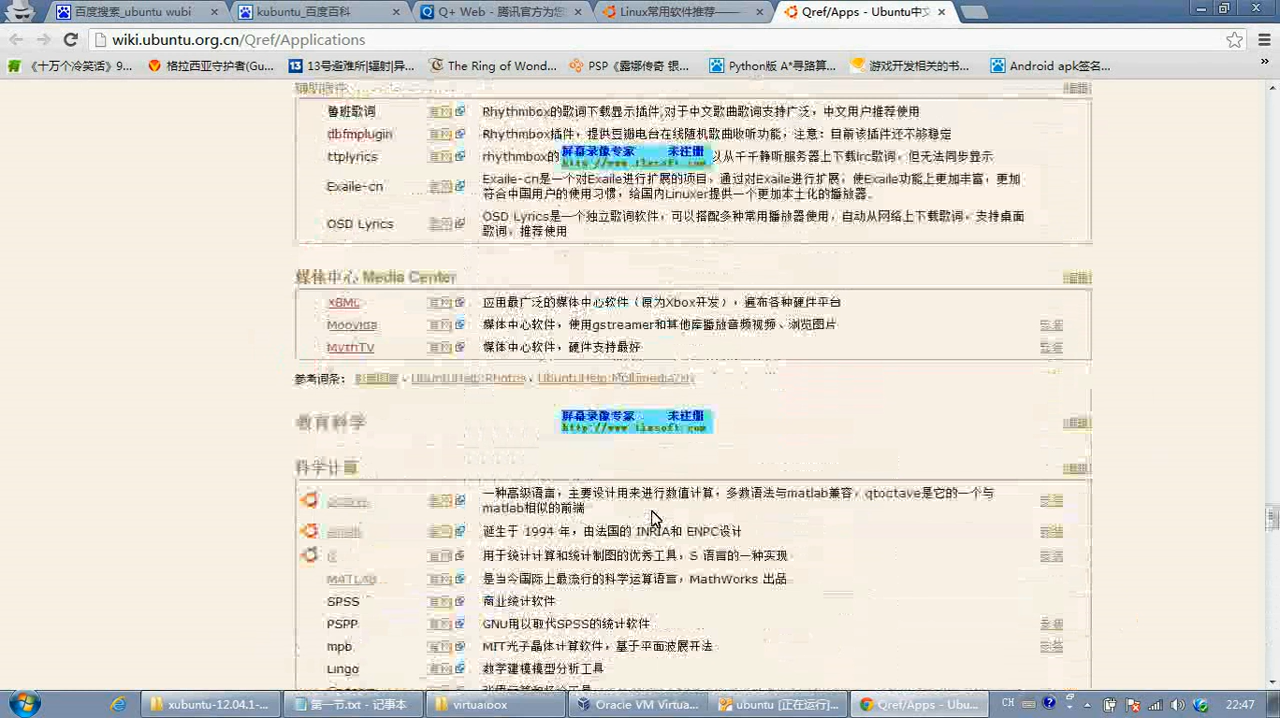 百度搜索_ubuntu wubi
kubuntu_百度百科
Q+ Web - 腾讯官方为您
Linux常用软件推荐——
Qref/Apps - Ubuntu中文
wiki.ubuntu.org.cn/Qref/Applications
《十万个冷笑话》9...
格拉西亚守护者(Gu...
13号避难所|辐射|异...
The Ring of Wond...
PSP《露娜传奇 银...
Python版 A*寻路算...
游戏开发相关的书...
Android apk签名...
鲁班歌词
Rhythmbox的歌词下载显示插件,对于中文歌曲歌词支持广泛，中文用户推荐使用
dbfmplugin
Rhythmbox插件，提供豆瓣电台在线随机歌曲收听功能，注意：目前该插件还不够稳定
ttplyrics
rhythmbox的
以从千千静听服务器上下载lrc歌词，但无法同步显示
屏幕录像专家 未注册
Exaile-cn
Exaile-cn是一个对Exaile进行扩展的项目，通过对Exaile进行扩展，使Exaile功能上更加丰富，更加
符合中国用户的使用习惯，给国内Linuxer提供一个更加本土化的播放器。
OSD Lyrics
OSD Lyrics是一个独立歌词软件，可以搭配多种常用播放器使用，自动从网络上下载歌词，支持桌面
歌词，推荐使用
媒体中心 Media Center
XBMC
应用最广泛的媒体中心软件（原为Xbox开发），遍布各种硬件平台
Moovida
媒体中心软件，使用gstreamer和其他库播放音频视频、浏览图片
MythTV
媒体中心软件，硬件支持最好
参考词条：
教育科学
屏幕录像专家 未注册
科学计算
一种高级语言，主要设计用来进行数值计算，多数语法与matlab兼容，qtoctave是它的一个与
matlab相似的前端
诞生于 1994 年，由法国的 INRIA和 ENPC设计
用于统计计算和统计制图的优秀工具，S 语言的一种实现
MATLAB
是当今国际上最流行的科学运算语言，MathWorks 出品
SPSS
商业统计软件
PSPP
GNU用以取代SPSS的统计软件
mpb
MIT 光子晶体计算软件，基于平面波展开法
Lingo
数学建模模型分析工具
xubuntu-12.04.1-...
第一节.txt - 记事本
virtualbox
Oracle VM Virtua...
ubuntu [正在运行]...
Qref/Apps - Ubu...
CH
22:47